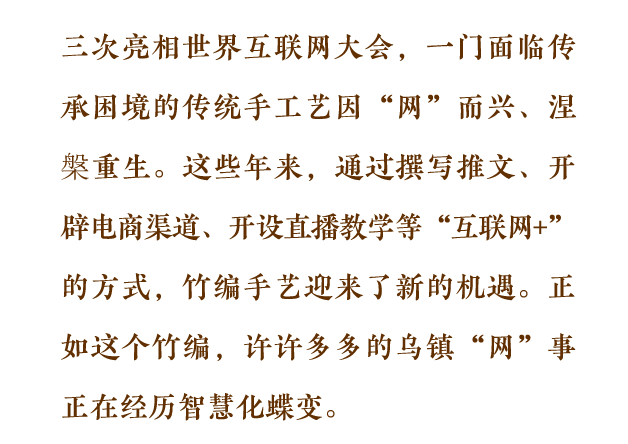 三次亮相世界互联网大会，一门面临传
承困境的传统手工艺因“网”而兴、涅
槃重生。这些年来，通过撰写推文、开
辟电商渠道、开设直播教学等“互联网+”
的方式，竹编手艺迎来了新的机遇。正
如这个竹编，许许多多的乌镇“网”事
正在经历智慧化蝶变。